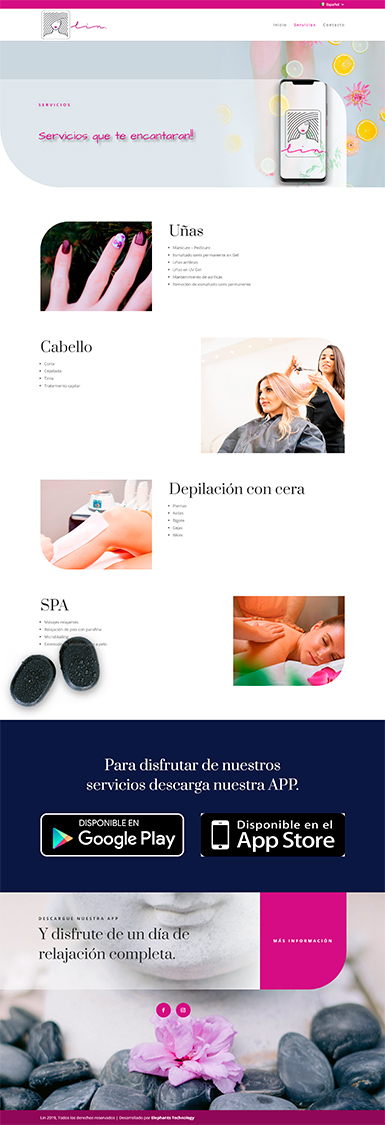 Español
Lin
Inicio Servicios Contacto
SERVICIOS
Servicios que te encantaran!!
Lin
Uñas
Manicure – Pedicure
Esmaltado semi permanente en Gel
Uñas acrílicas
Uñas en UV Gel
Mantenimiento de acrílicas
Remoción de esmaltado semi permanente
Cabello
Corte
Cepillado
Tinte
Tratamiento capilar
Depilación con cera
Piernas
Axilas
Bigote
Cejas
SPA
Masajes relajantes
Relajación de pies con parafina
Microblading
a pelo
Para disfrutar de nuestros
servicios descarga nuestra APP.
DISPONIBLE EN
Google Play
Disponible en el
App Store
DESCARGUE NUESTRA APP
Y disfrute de un día de
relajación completa.
MÁS INFORMACIÓN
Lin 2019, Todos los derechos reservados | Desarrollado por Elephants Technology